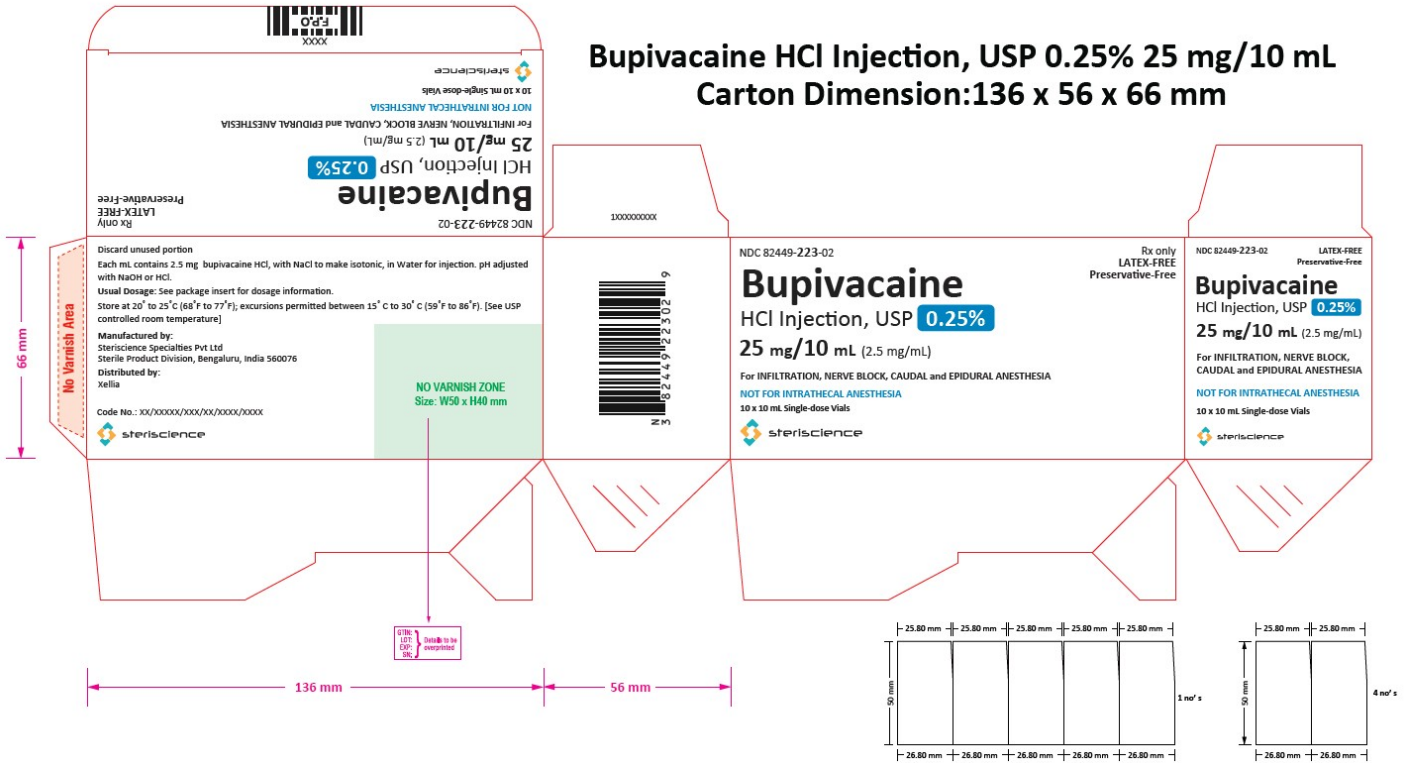 Bupivacaine HCl Injection, USP 0.25% 25 mg/10 mL
Carton Dimension:136 x 56 x 66 mm
F.P.O
XXXX
steriscience
10 x 10 mL Single-dose Vials
NOT FOR INTRATHECAL ANESTHESIA
For INFILTRATION, NERVE BLOCK, CAUDAL and EPIDURAL ANESTHESIA
25 mg/10 mL (2.5 mg/mL)
HCl Injection, USP 0.25%
Bupivacaine
NDC 82449-223-02
Rx only
LATEX-FREE
Preservative-Free
66 mm
No Varnish Area
Discard unused portion
Each mL contains 2.5 mg bupivacaine HCl, with NaCl to make isotonic, in Water for injection. pH adjusted
with NaOH or HCl.
Usual Dosage: See package insert for dosage information.
Store at 20˚ to 25˚C (68˚F to 77˚F); excursions permitted between 15˚ C to 30˚ C (59˚F to 86˚F). [See USP
controlled room temperature]
Manufactured by:
Steriscience Specialties Pvt Ltd
Sterile Product Division, Bengaluru, India 560076
Distributed by:
Xellia
Code No.: XX/XXXXX/XXX/XX/XXXX/XXXX
steriscience
NO VARNISH ZONE
Size: W50 x H40 mm
GTIN:
LOT:
EXP:
SN:
Details to be
overprinted
136 mm
56 mm
1XXXXXXXXX
N
3 82449 22302 9
NDC 82449-223-02
Rx only
LATEX-FREE
Preservative-Free
Bupivacaine
HCl Injection, USP 0.25%
25 mg/10 mL (2.5 mg/mL)
For INFILTRATION, NERVE BLOCK, CAUDAL and EPIDURAL ANESTHESIA
NOT FOR INTRATHECAL ANESTHESIA
10 x 10 mL Single-dose Vials
steriscience
NDC 82449-223-02
LATEX-FREE
Preservative-Free
Bupivacaine
HCl Injection, USP 0.25%
25 mg/10 mL (2.5 mg/mL)
For INFILTRATION, NERVE BLOCK,
CAUDAL and EPIDURAL ANESTHESIA
NOT FOR INTRATHECAL ANESTHESIA
10 x 10 mL Single-dose Vials
steriscience
25.80 mm 25.80 mm 25.80 mm 25.80 mm 25.80 mm
50 mm
1 no' s
26.80 mm 26.80 mm 26.80 mm 26.80 mm 26.80 mm
25.80 mm 25.80 mm
50 mm
4 no' s
26.80 mm 26.80 mm